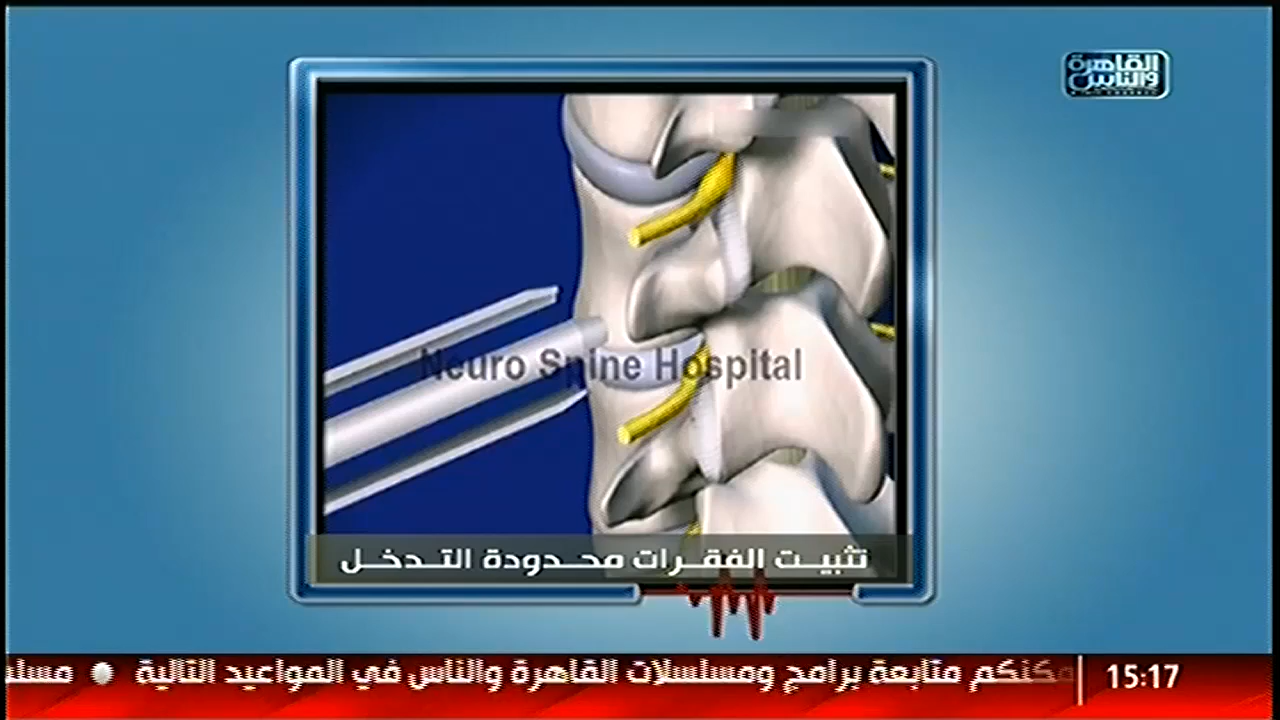 القاهرة
والناس
Neuro Spine Hospital
تثبيت الفقرات محدودة التدخل
مكنكم متابعة برامج ومسلسلات القاهرة والناس في المواعيد التالية ● مسلس
15:17